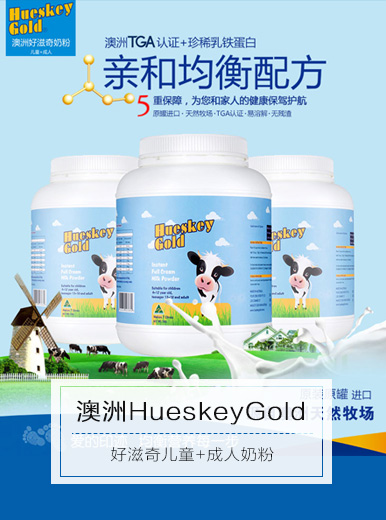 Hueskey
Gold
澳洲好滋奇奶粉
儿童+成人
澳洲TGA认证+珍稀乳铁蛋白
亲和均衡配方
5重保障,为您和家人的健康保驾护航
原罐进口·天然牧场·TGA认证·易溶解·无残渣
Hueskey
Gold
Instant
Full Cream
Milk Powder
原装原罐 进口
天然牧场
澳洲HueskeyGold
好滋奇儿童+成人奶粉